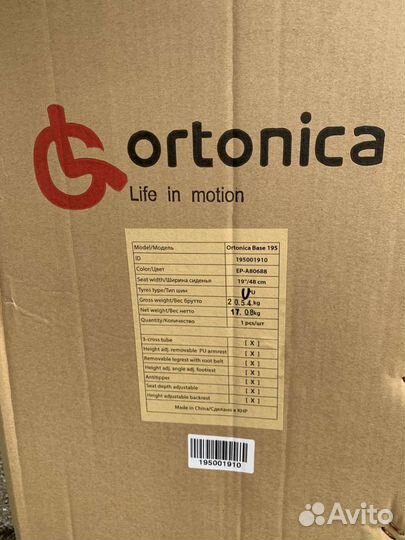 ortonica
Life in motion
Model/Модель Ortonica Base 195
ID 195001910
Color/Цвет EP-A80688
Seat width/Ширина сиденья 19"/48 cm
Tyres type/Тип шин U
Gross weight/Вес брутто 20.54 kg
Net weight/Вес нетто 17.08 kg
Quantity/Количество 1 pcs/шт
3-cross tube [ X ]
Height adj. removable PU armrest [ X ]
Removable legrest with root belt [ X ]
Height adj. angle adj. footrest [ X ]
Antitipper [ X ]
Seat depth adjustable [ X ]
Height adjustable backrest [ X ]
Made in China/Сделано в КНР
195001910
Avito